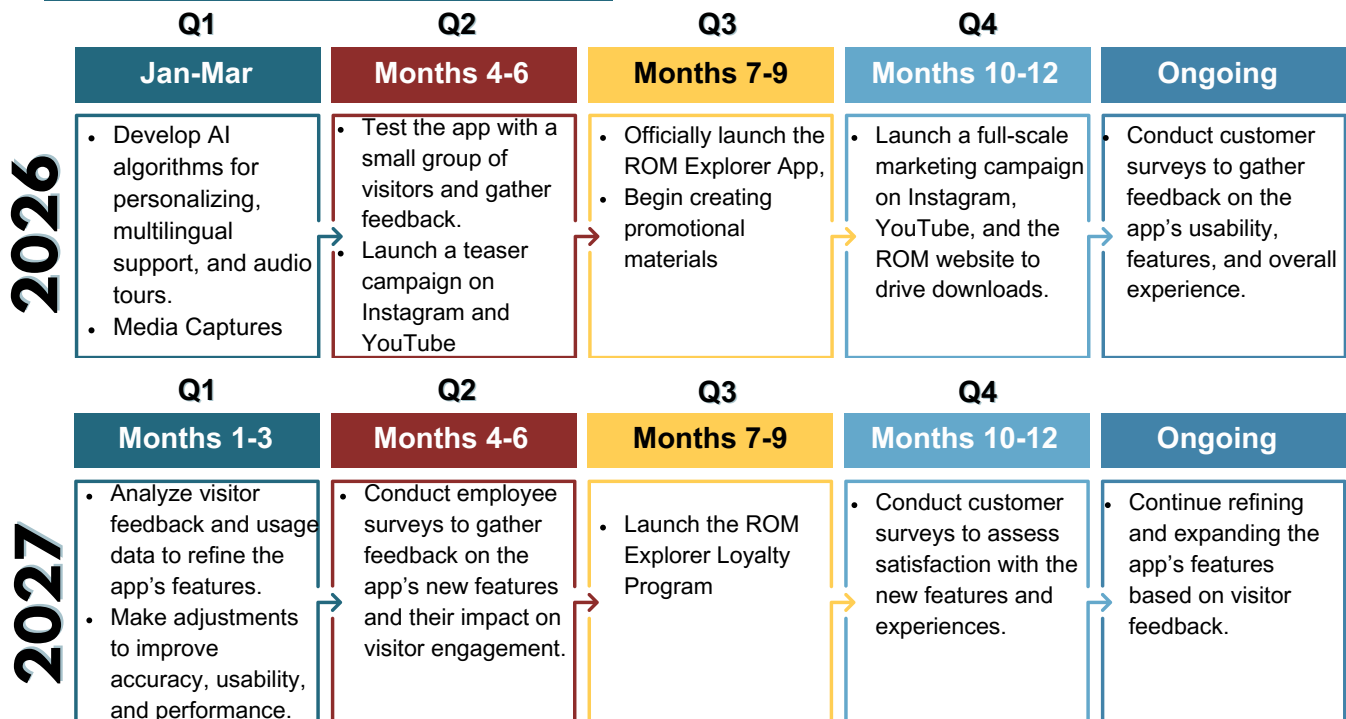 Q1
Q2
Q3
Q4
Jan-Mar
Months 4-6
Months 7-9
Months 10-12
Ongoing
2026
• Develop AI
algorithms for
personalizing,
multilingual
support, and audio
tours.
• Media Captures
• Test the app with a
small group of
visitors and gather
feedback.
• Launch a teaser
campaign on
Instagram and
YouTube
• Officially launch the
ROM Explorer App,
• Begin creating
promotional
materials
• Launch a full-scale
marketing campaign
on Instagram,
YouTube, and the
ROM website to
drive downloads.
• Conduct customer
surveys to gather
feedback on the
app's usability,
features, and overall
experience.
Q1
Q2
Q3
Q4
Months 1-3
Months 4-6
Months 7-9
Months 10-12
Ongoing
2027
• Analyze visitor
feedback and usage
data to refine the
app's features.
• Make adjustments
to improve
accuracy, usability,
and performance.
• Conduct employee
surveys to gather
feedback on the
app's new features
and their impact on
visitor engagement.
• Launch the ROM
Explorer Loyalty
Program
• Conduct customer
surveys to assess
satisfaction with the
new features and
experiences.
• Continue refining
and expanding the
app's features
based on visitor
feedback.